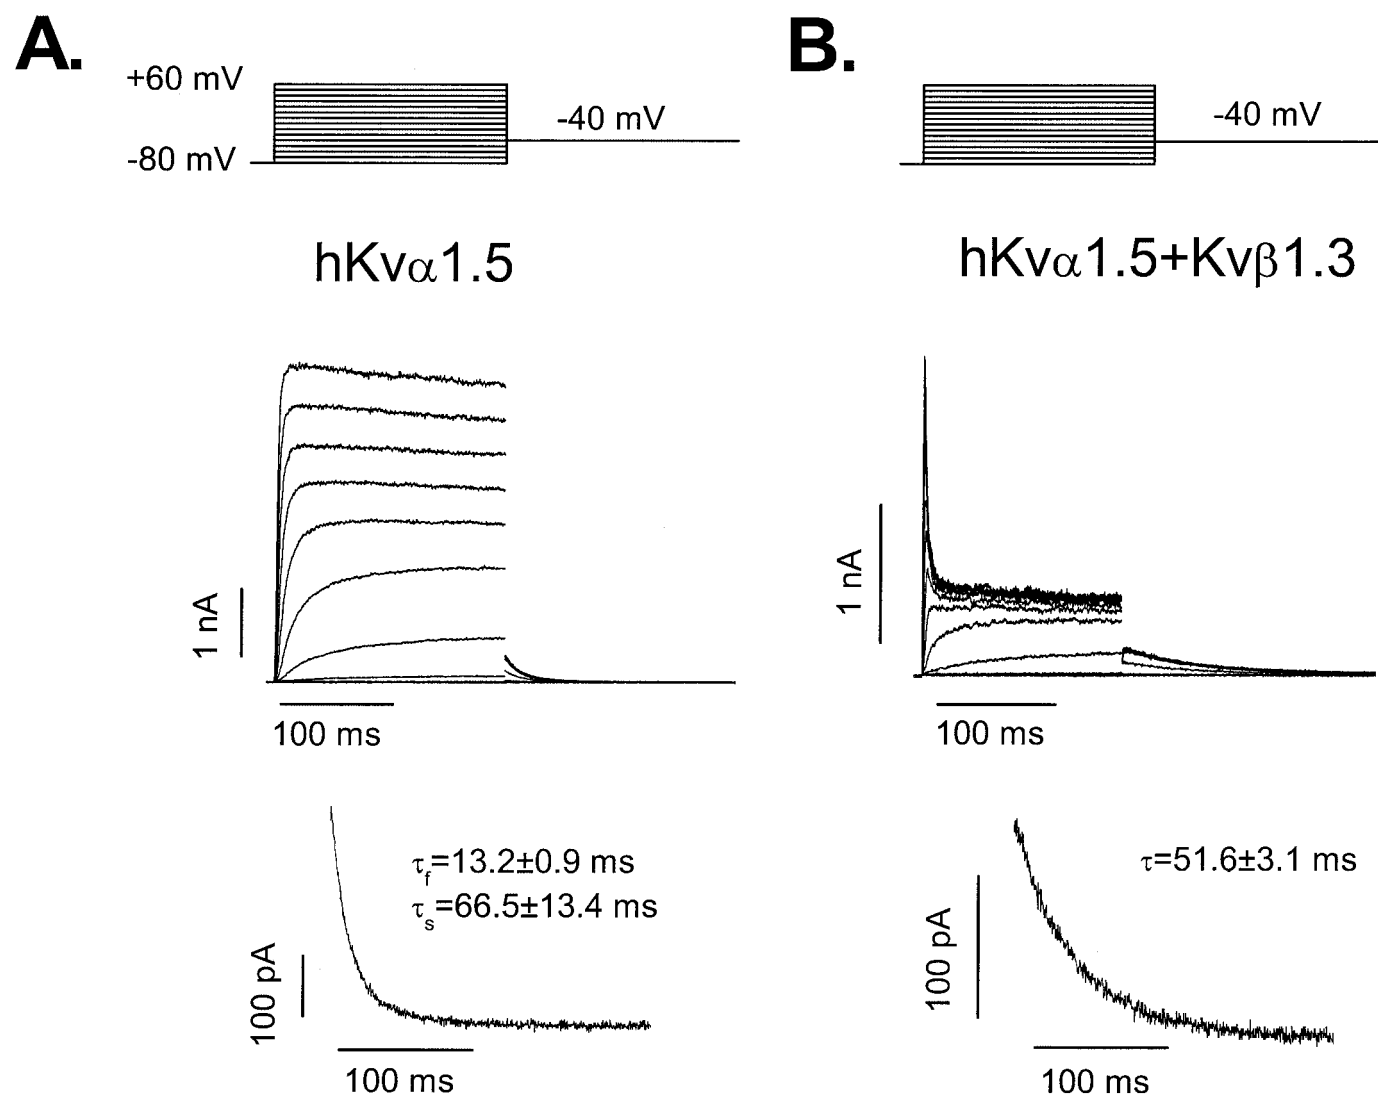 A.
+60 mV
-40 mV
-80 mV
hKvα1.5
1 nA
100 ms
τf=13.2±0.9 ms
τs=66.5±13.4 ms
100 pA
100 ms
B.
-40 mV
hKvα1.5+Kvβ1.3
1 nA
100 ms
τ=51.6±3.1 ms
100 pA
100 ms